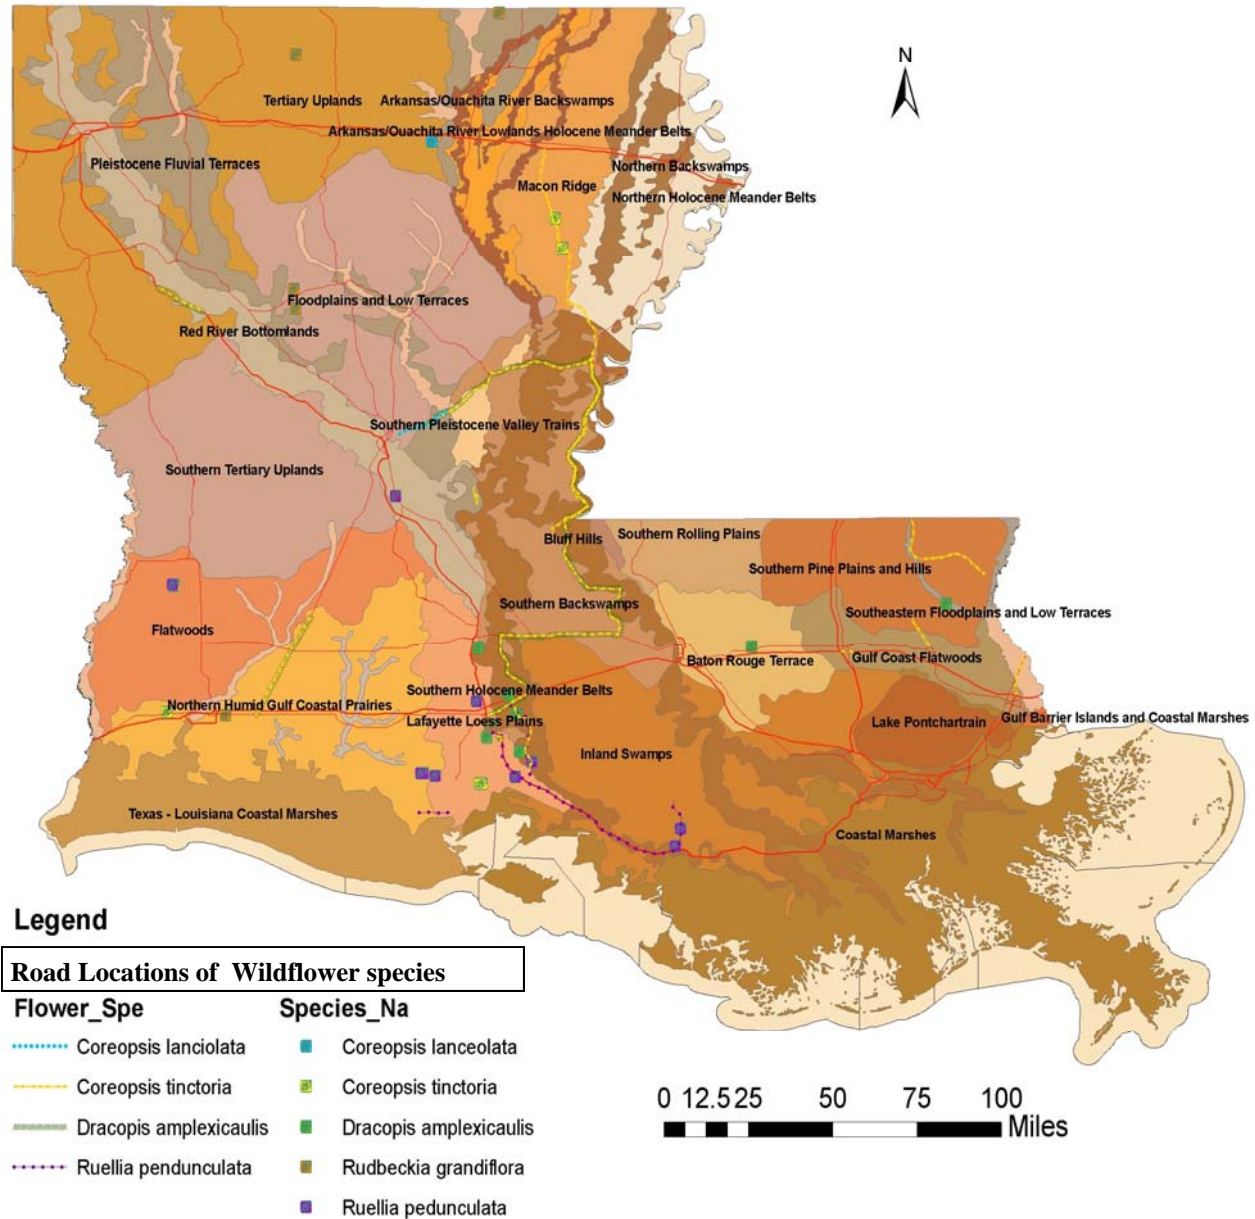 N
Tertiary Uplands
Arkansas/Ouachita River Backswamps
Arkansas/Ouachita River Lowlands Holocene Meander Belts
Pleistocene Fluvial Terraces
Northern Backswamps
Macon Ridge
Northern Holocene Meander Belts
Floodplains and Low Terraces
Red River Bottomlands
Southern Pleistocene Valley Trains
Southern Tertiary Uplands
Bluff Hills
Southern Rolling Plains
Southern Pine Plains and Hills
Southern Backswamps
Southeastern Floodplains and Low Terraces
Flatwoods
Baton Rouge Terrace
Gulf Coast Flatwoods
Southern Holocene Meander Belts
Northern Humid Gulf Coastal Prairies
Lafayette Loess Plains
Lake Pontchartrain
Gulf Barrier Islands and Coastal Marshes
Inland Swamps
Texas - Louisiana Coastal Marshes
Coastal Marshes
Legend
Road Locations of Wildflower species
Flower_Spe
Coreopsis lanciolata
Coreopsis tinctoria
Dracopis amplexicaulis
Ruellia pendunculata
Species_Na
Coreopsis lanceolata
Coreopsis tinctoria
Dracopis amplexicaulis
Rudbeckia grandiflora
Ruellia pedunculata
0 12.5 25 50 75 100
Miles